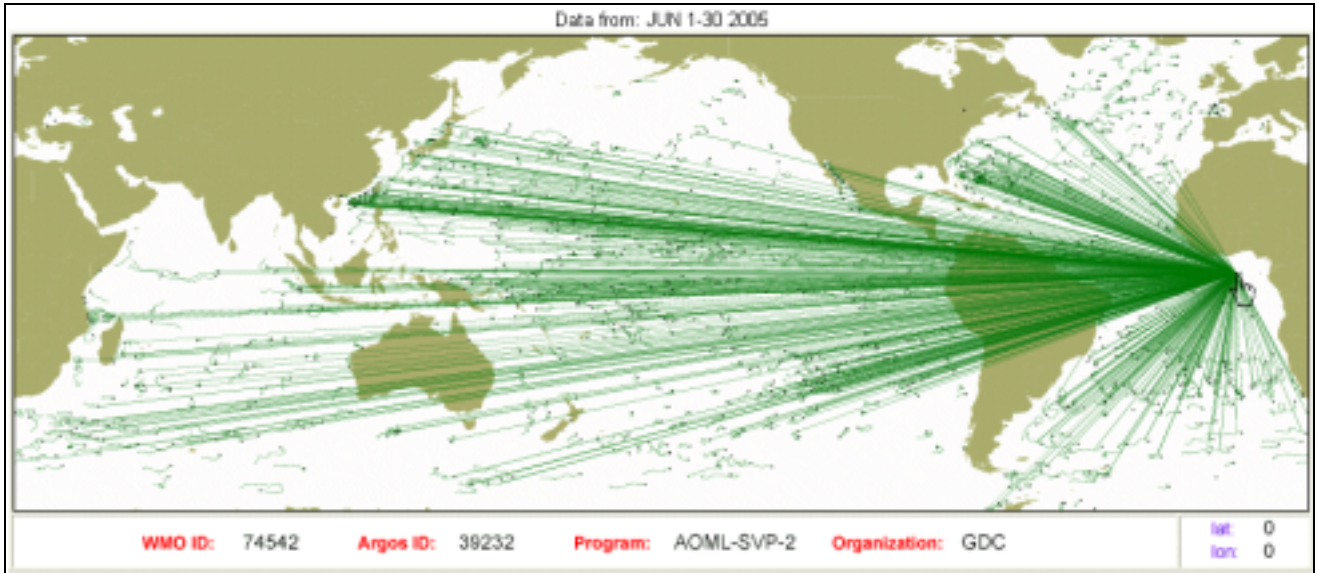 Data from: JUN 1-30 2005
WMO ID: 74542 Argos ID: 39232 Program: AOML-SVP-2 Organization: GDC
lat: 0
lon: 0